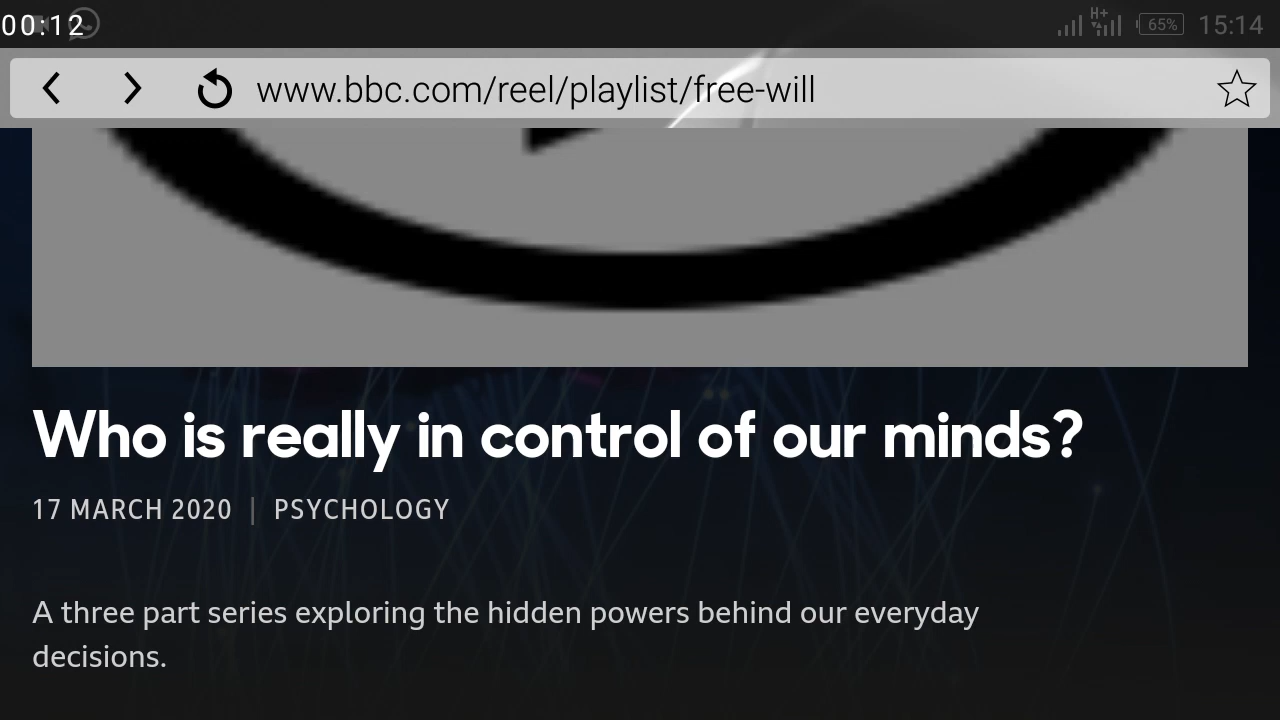 00:12
H+
65%
15:14
www.bbc.com/reel/playlist/free-will
Who is really in control of our minds?
17 MARCH 2020 | PSYCHOLOGY
A three part series exploring the hidden powers behind our everyday
decisions.